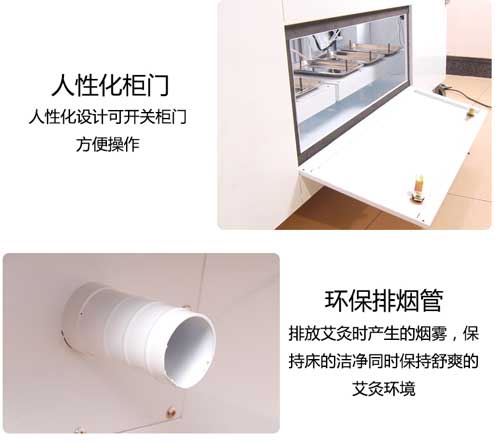 人性化柜门
人性化设计可开关柜门
方便操作
环保排烟管
排放艾灸时产生的烟雾，保
持床的洁净同时保持舒爽的
艾灸环境